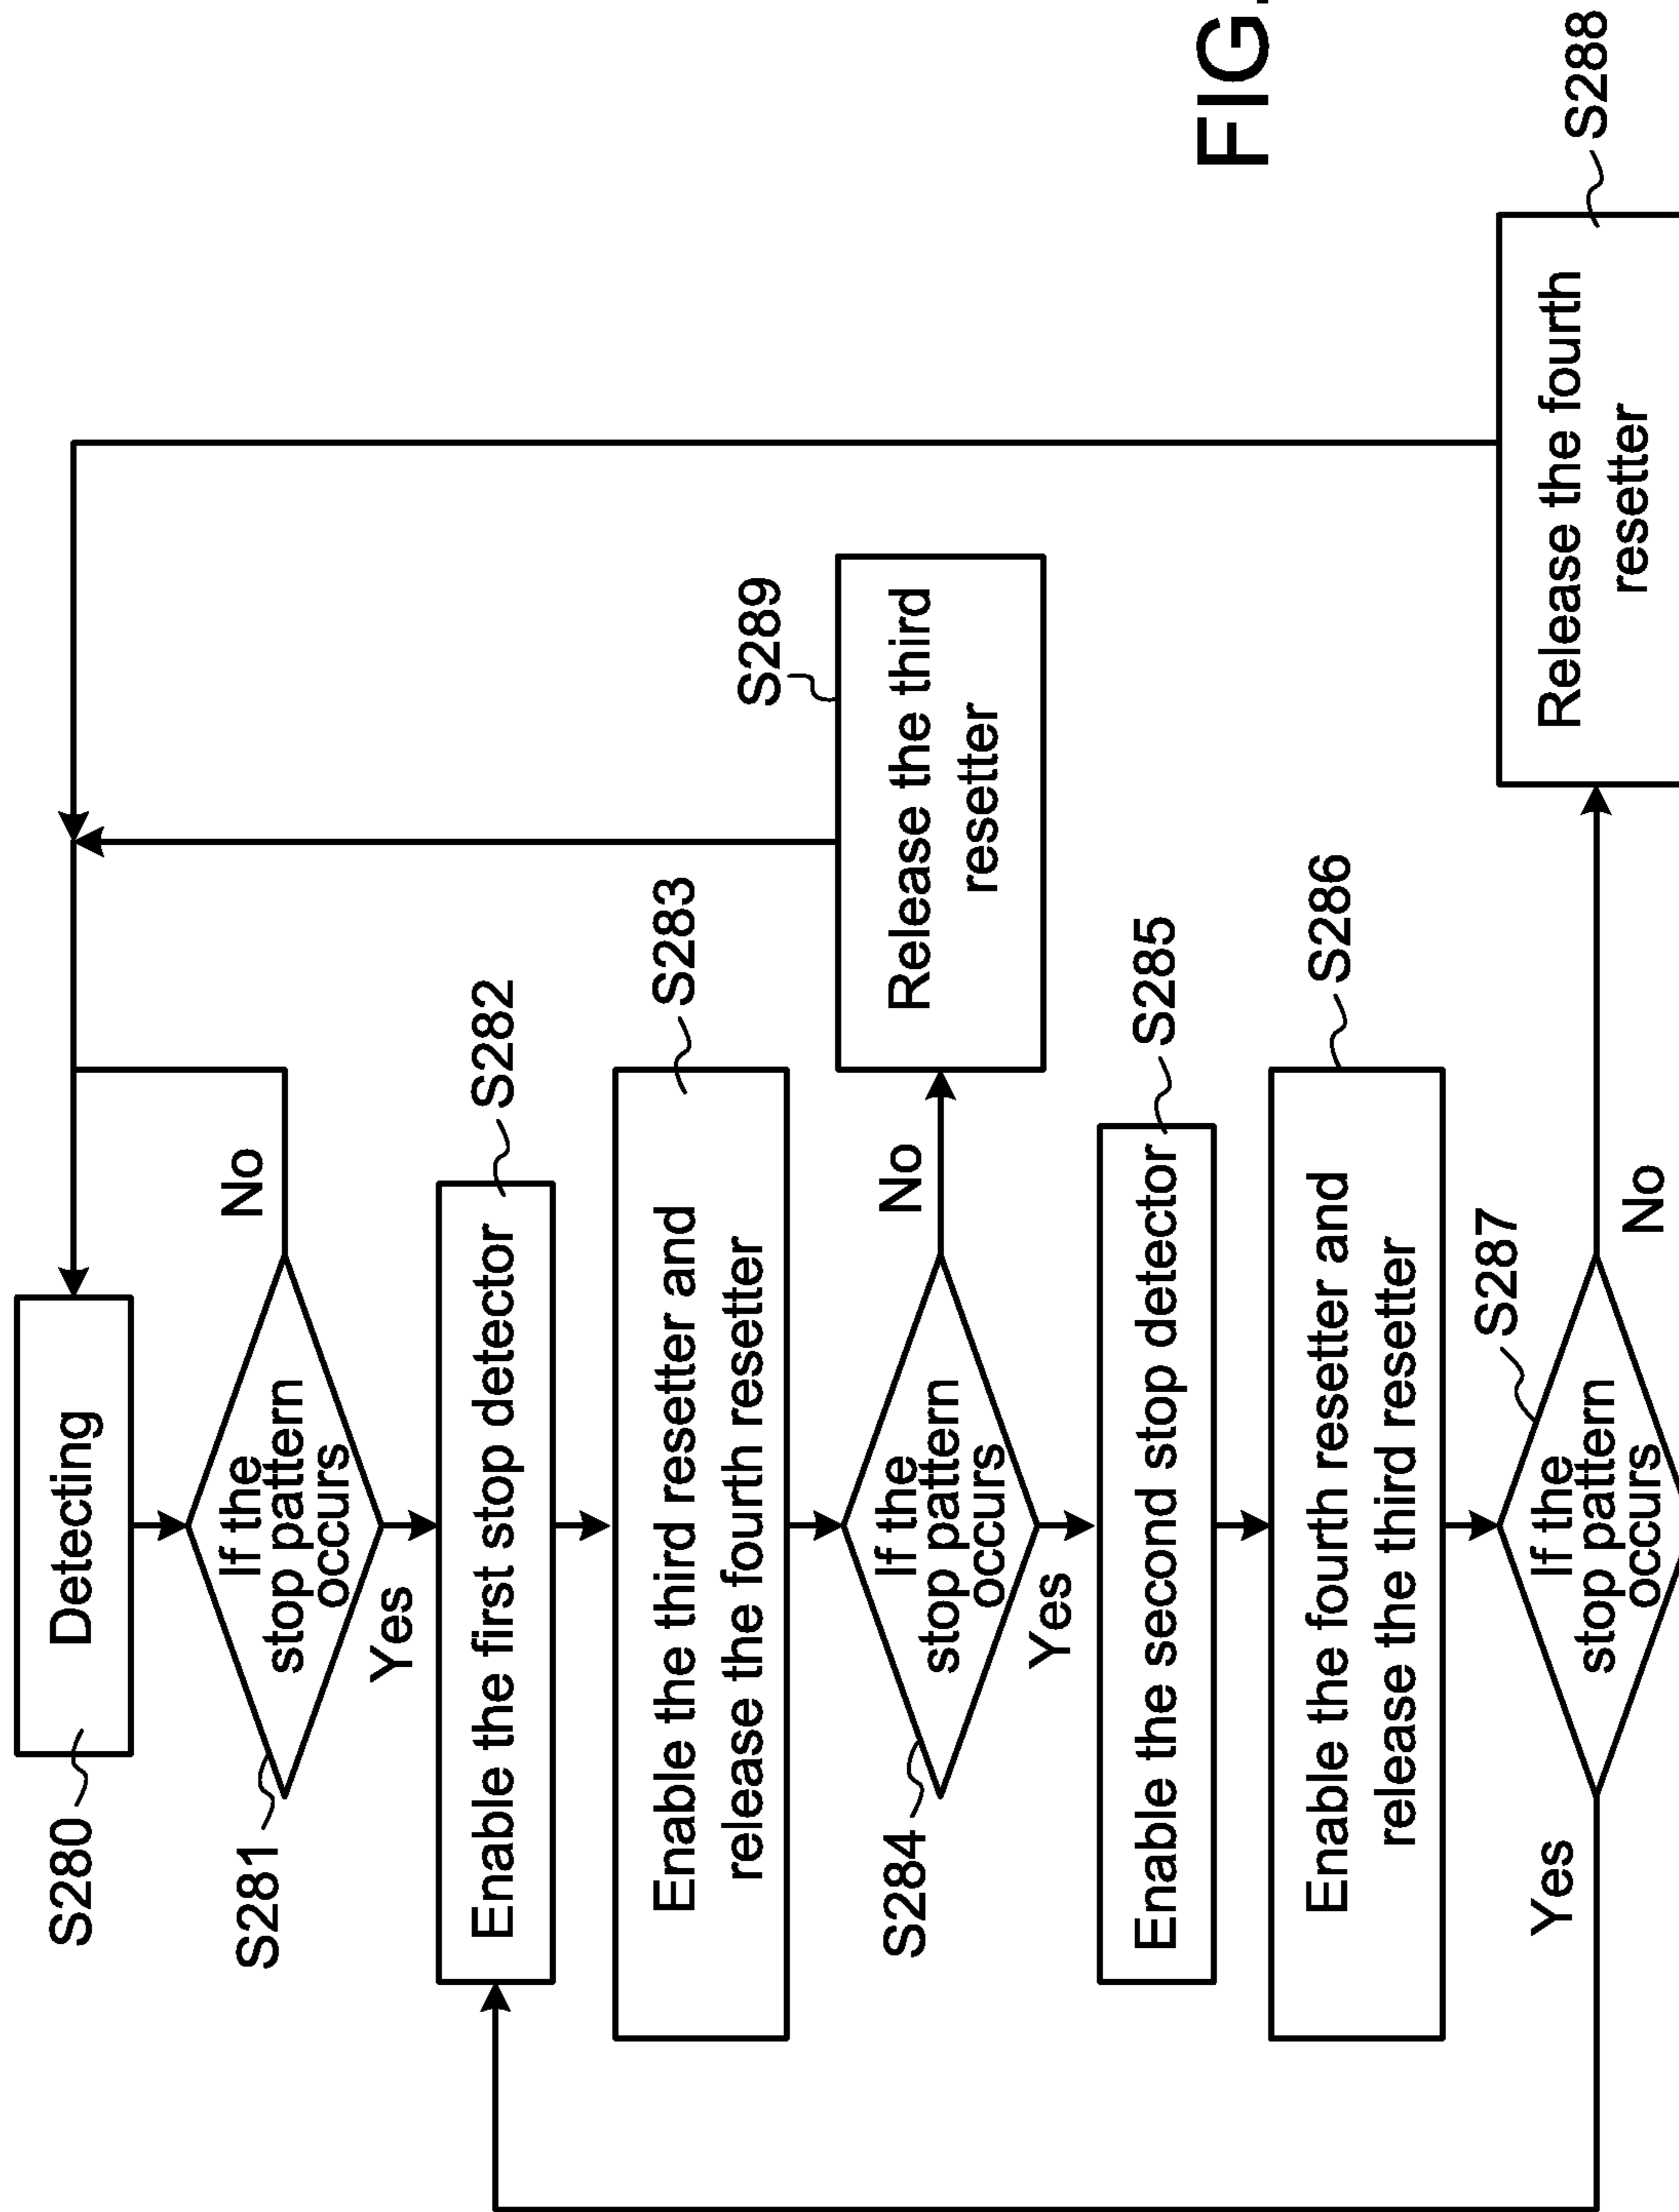 S280
Detecting
S281
If the
stop pattern
occurs
No
Yes
Enable the first stop detector
S282
Enable the third resetter and
release the fourth resetter
S283
S284
If the
stop pattern
occurs
No
Release the third
resetter
S289
Yes
Enable the second stop detector
S285
Enable the fourth resetter and
release the third resetter
S286
If the
stop pattern
occurs
S287
Yes
No
Release the fourth
resetter
S288
FIG.